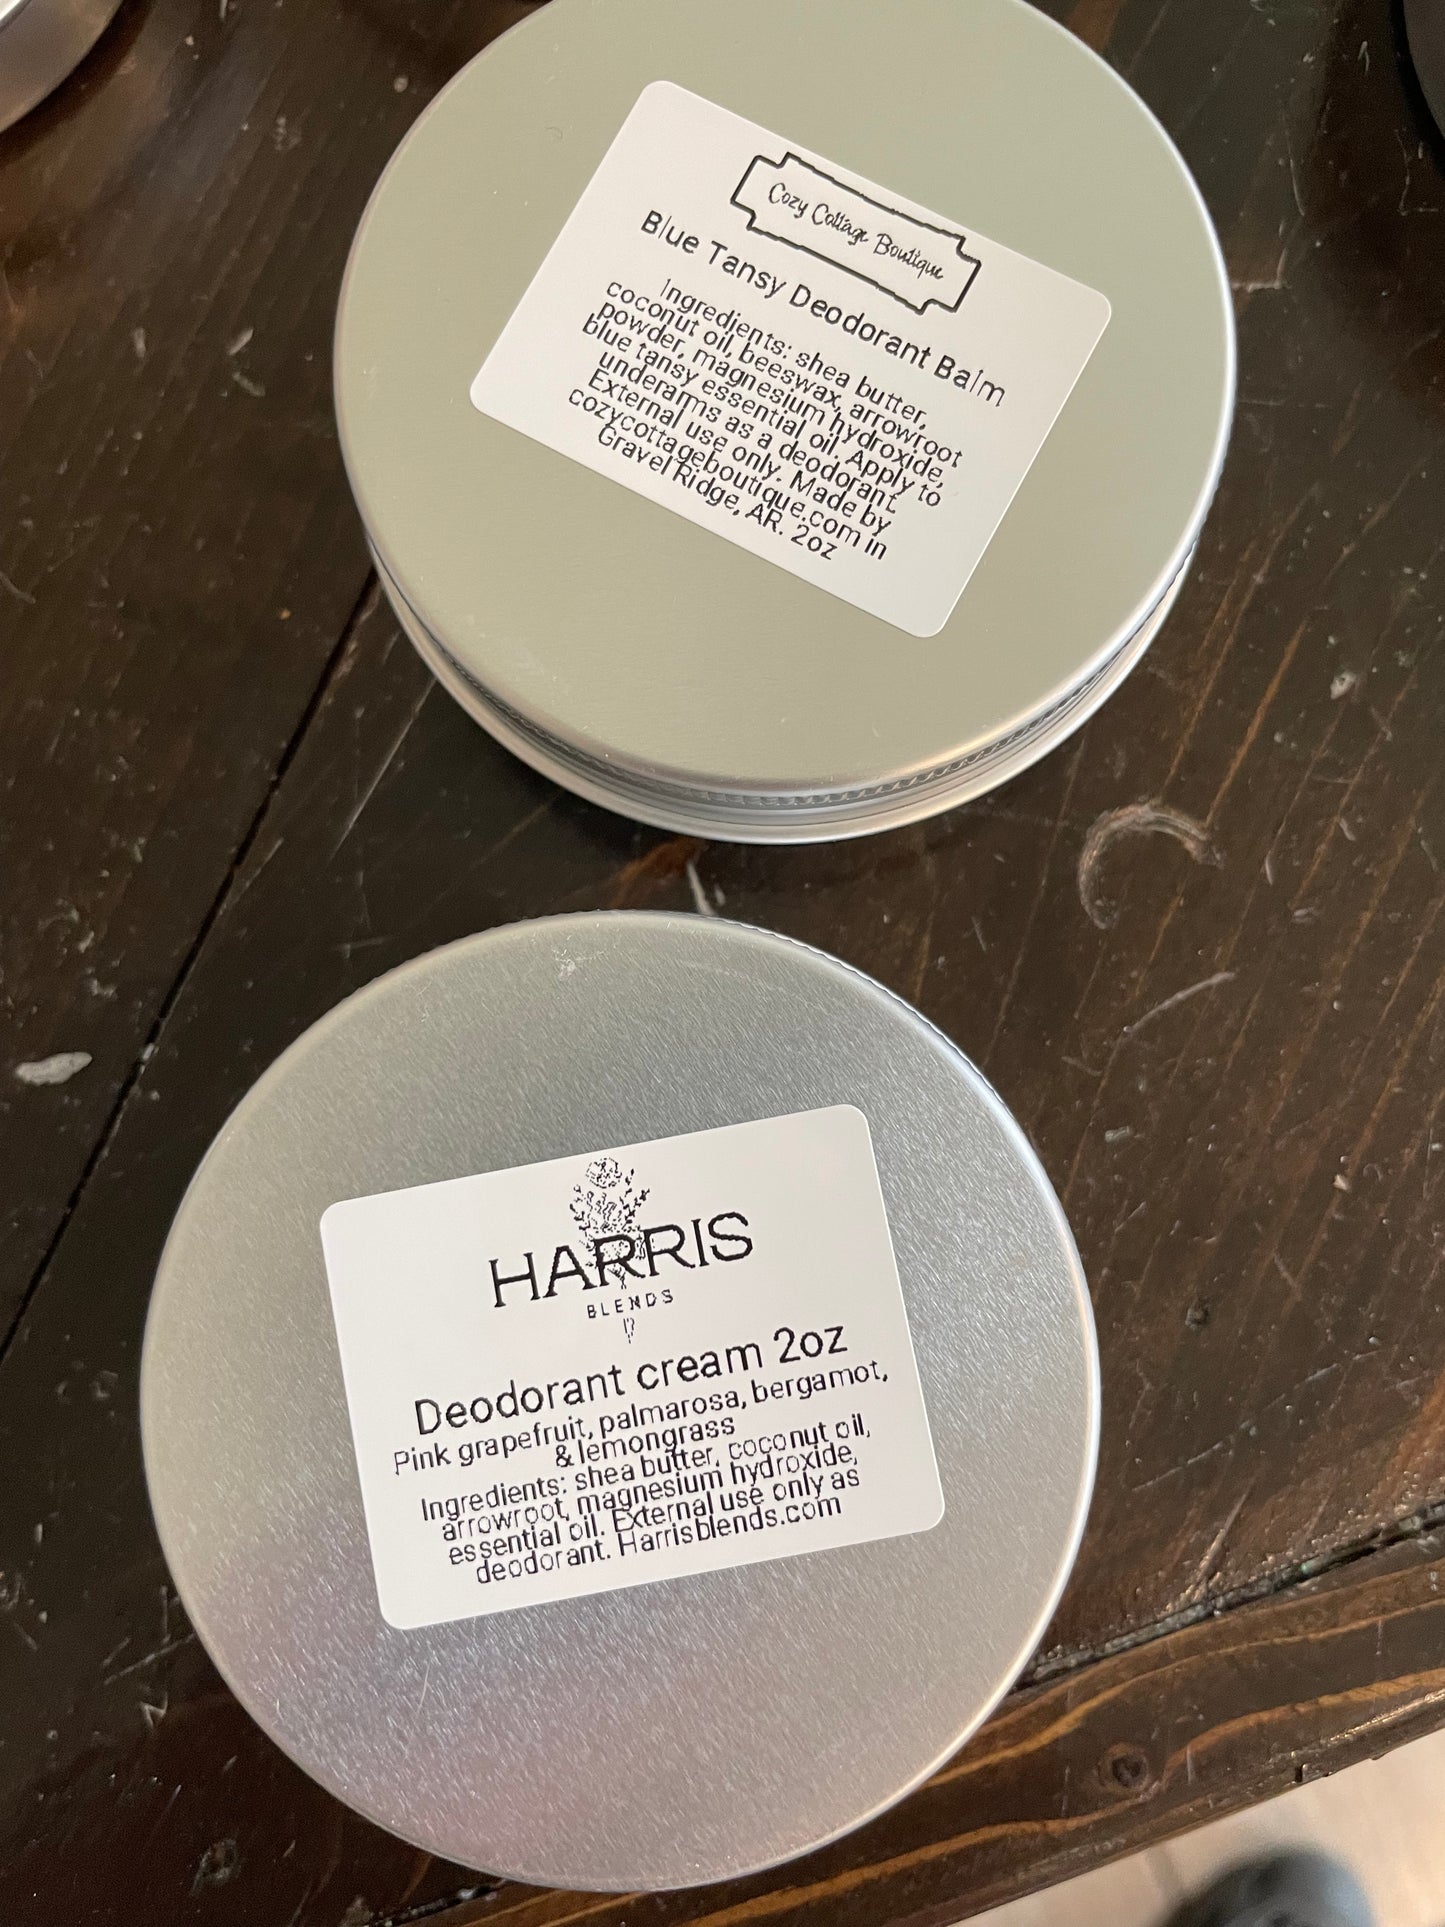 Cozy Cottage Boutique
Blue Tansy Deodorant Balm
Ingredients: shea butter,
coconut oil, beeswax, arrowroot
powder, magnesium hydroxide,
blue tansy essential oil. Apply to
underarms as a deodorant.
External use only. Made by
cozycottageboutique.com in
Gravel Ridge, AR. 2oz
HARRIS
BLENDS
Deodorant cream 2oz
Pink grapefruit, palmarosa, bergamot,
& lemongrass
Ingredients: shea butter, coconut oil,
arrowroot, magnesium hydroxide,
essential oil. External use only as
deodorant. Harrisblends.com